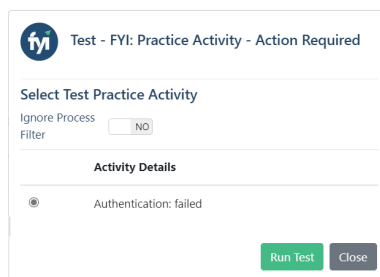 fyi
Test - FYI: Practice Activity - Action Required
Select Test Practice Activity
Ignore Process
Filter
NO
Activity Details
Authentication: failed
Run Test
Close